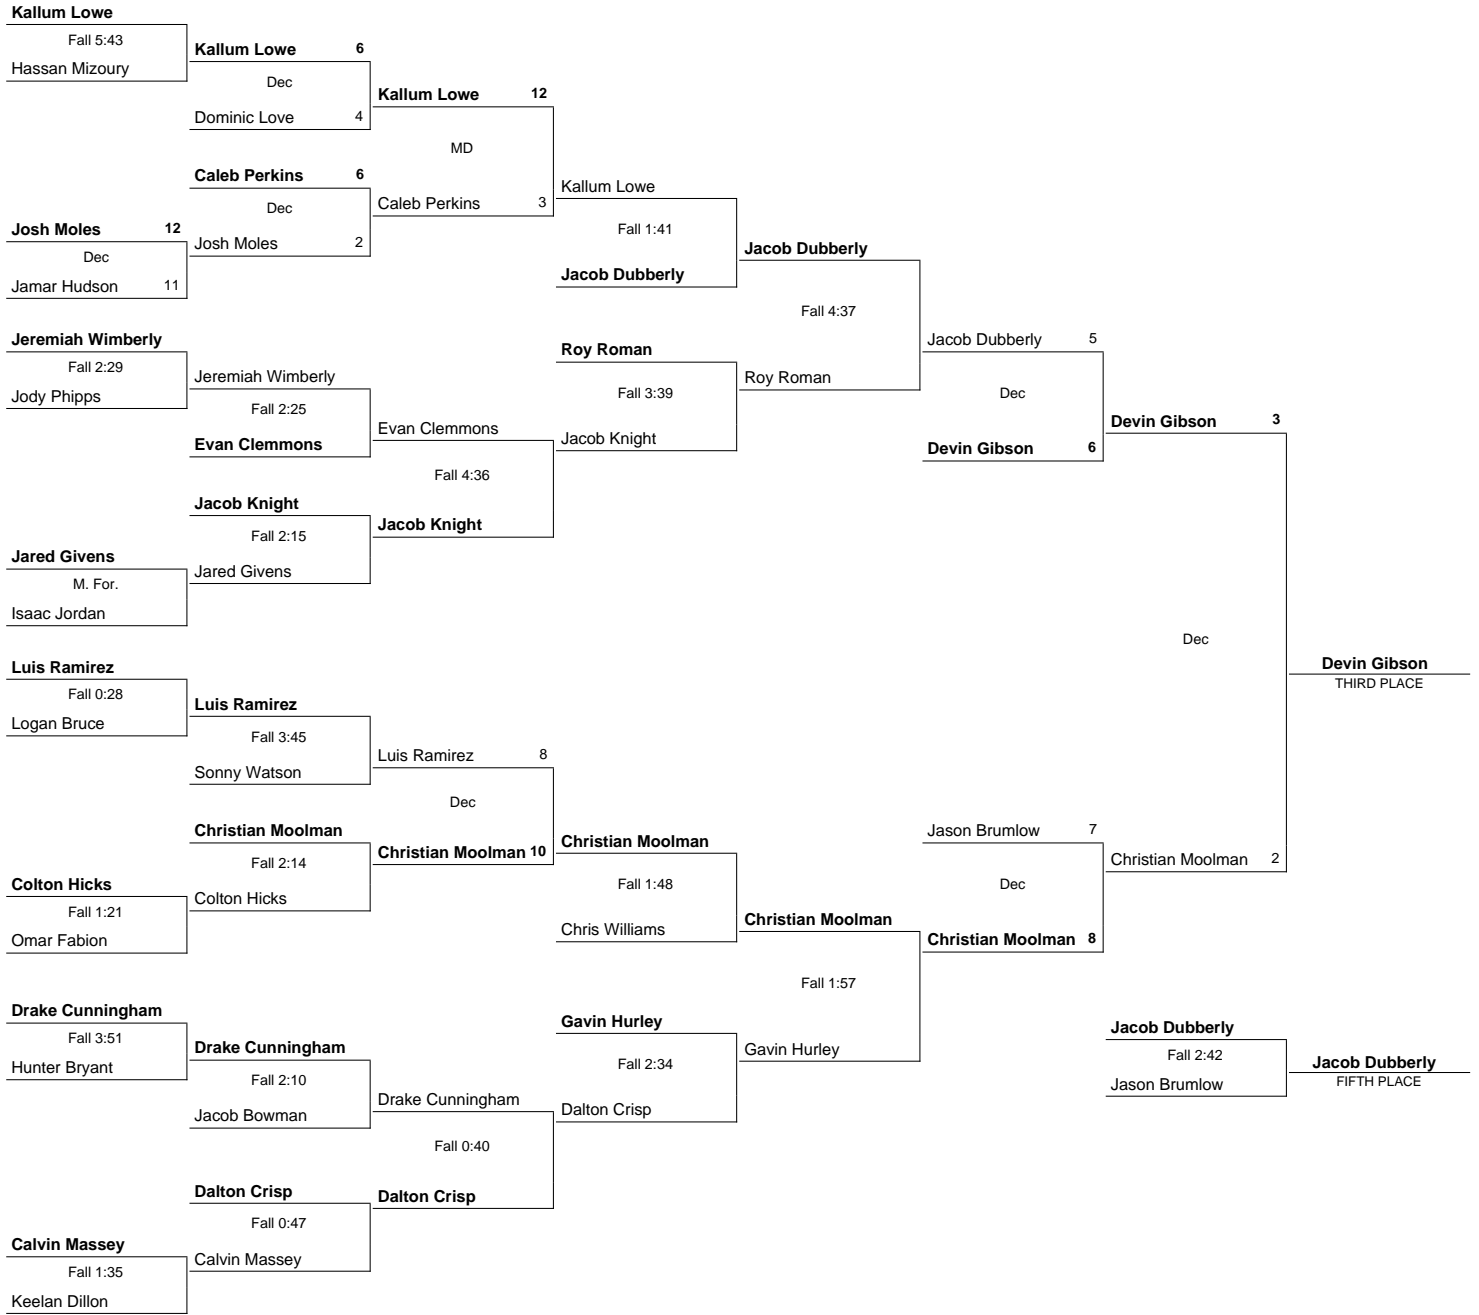 Kallum Lowe
Fall 5:43
Hassan Mizoury
Josh Moles 12
Dec
Jamar Hudson 11
Jeremiah Wimberly
Fall 2:29
Jody Phipps
Jared Givens
M. For.
Isaac Jordan
Luis Ramirez
Fall 0:28
Logan Bruce
Colton Hicks
Fall 1:21
Omar Fabion
Drake Cunningham
Fall 3:51
Hunter Bryant
Calvin Massey
Fall 1:35
Keelan Dillon
Kallum Lowe 6
Dec
Dominic Love 4
Caleb Perkins 6
Dec
Josh Moles 2
Jeremiah Wimberly
Fall 2:25
Evan Clemmons
Jacob Knight
Fall 2:15
Jared Givens
Luis Ramirez
Fall 3:45
Sonny Watson
Christian Moolman
Fall 2:14
Colton Hicks
Drake Cunningham
Fall 2:10
Jacob Bowman
Dalton Crisp
Fall 0:47
Calvin Massey
Kallum Lowe 12
MD
Caleb Perkins 3
Evan Clemmons
Fall 4:36
Jacob Knight
Luis Ramirez 8
Dec
Christian Moolman 10
Drake Cunningham
Fall 0:40
Dalton Crisp
Kallum Lowe
Fall 1:41
Jacob Dubberly
Roy Roman
Fall 3:39
Jacob Knight
Christian Moolman
Fall 1:48
Chris Williams
Gavin Hurley
Fall 2:34
Dalton Crisp
Jacob Dubberly
Fall 4:37
Roy Roman
Christian Moolman
Fall 1:57
Gavin Hurley
Jacob Dubberly 5
Dec
Devin Gibson 6
Jason Brumlow 7
Dec
Christian Moolman 8
Devin Gibson 3
Dec
Christian Moolman 2
Devin Gibson
THIRD PLACE
Jacob Dubberly
Fall 2:42
Jason Brumlow
Jacob Dubberly
FIFTH PLACE